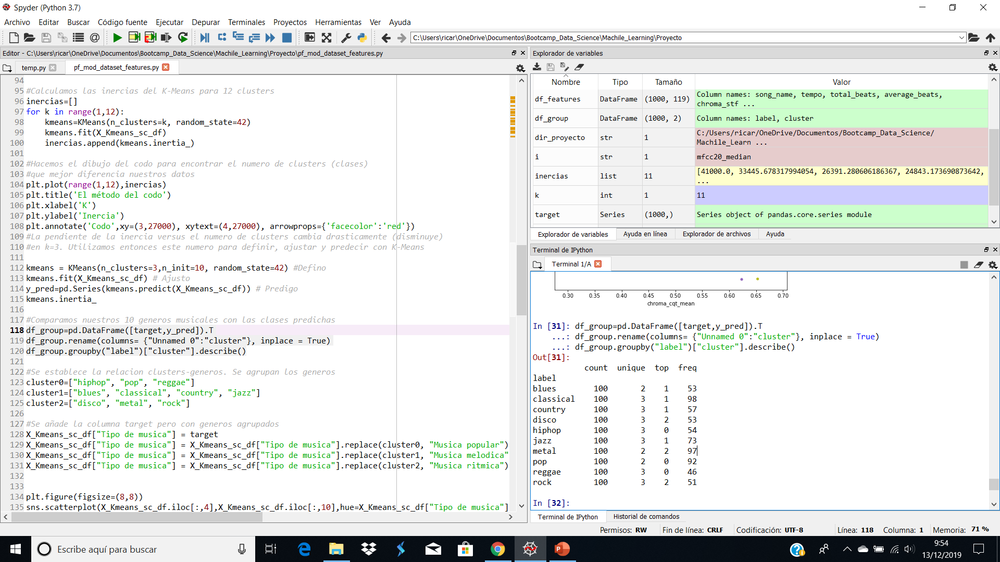 Spyder (Python 3.7)
Archivo Editar Buscar Código fuente Ejecutar Depurar Terminales Proyectos Herramientas Ver Ayuda
C:\Users\ricar\OneDrive\Documentos\Bootcamp_Data_Science\Machile_Learning\Proyecto
Editor - C:\Users\ricar\OneDrive\Documentos\Bootcamp_Data_Science\Machile_Learning\Proyecto\pf_mod_dataset_features.py
temp.py pf_mod_dataset_features.py
94
95 #Calculamos las inercias del K-Means para 12 clusters
96 inercias=[]
97 for k in range(1,12):
98 kmeans=KMeans(n_clusters=k, random_state=42)
99 kmeans.fit(X_Kmeans_sc_df)
100 inercias.append(kmeans.inertia_)
101
102 #Hacemos el dibujo del codo para encontrar el numero de clusters (clases)
103 #que mejor diferencia nuestros datos
104 plt.plot(range(1,12),inercias)
105 plt.title('El método del codo')
106 plt.xlabel('K')
107 plt.ylabel('Inercia')
108 plt.annotate('Codo',xy=(3,27000), xytext=(4,27000), arrowprops={'facecolor':'red'})
109 #La pendiente de la inercia versus el numero de clusters cambia drasticamente (disminuye)
110 #en k=3. Utilizamos entonces este numero para definir, ajustar y predecir con K-Means
111
112 kmeans = KMeans(n_clusters=3,n_init=10, random_state=42) #Defino
113 kmeans.fit(X_Kmeans_sc_df) # Ajusto
114 y_pred=pd.Series(kmeans.predict(X_Kmeans_sc_df)) # Predigo
115 kmeans.inertia_
116
117 #Comparamos nuestros 10 generos musicales con las clases predichas
118 df_group=pd.DataFrame([target,y_pred]).T
119 df_group.rename(columns= {"Unnamed 0":"cluster"}, inplace = True)
120 df_group.groupby("label")["cluster"].describe()
121
122 #Se establece la relacion clusters-generos. Se agrupan los generos
123 cluster0=["hiphop", "pop", "reggae"]
124 cluster1=["blues", "classical", "country", "jazz"]
125 cluster2=["disco", "metal", "rock"]
126
127 #Se añade la columna target pero con generos agrupados
128 X_Kmeans_sc_df["Tipo de musica"] = target
129 X_Kmeans_sc_df["Tipo de musica"] = X_Kmeans_sc_df["Tipo de musica"].replace(cluster0, "Musica popular")
130 X_Kmeans_sc_df["Tipo de musica"] = X_Kmeans_sc_df["Tipo de musica"].replace(cluster1, "Musica melodica"
131 X_Kmeans_sc_df["Tipo de musica"] = X_Kmeans_sc_df["Tipo de musica"].replace(cluster2, "Musica ritmica")
132
133
134 plt.figure(figsize=(8,8))
135 sns.scatterplot(X_Kmeans_sc_df.iloc[:,4],X_Kmeans_sc_df.iloc[:,10],hue=X_Kmeans_sc_df["Tipo de musica"]
Explorador de variables
Nombre Tipo Tamaño Valor
df_features DataFrame (1000, 119) Column names: song_name, tempo, total_beats, average_beats,
chroma_stf ...
df_group DataFrame (1000, 2) Column names: label, cluster
dir_proyecto str 1 C:/Users/ricar/OneDrive/Documentos/Bootcamp_Data_Science/
Machile_Learn ...
i str 1 mfcc20_median
inercias list 11 [41000.0, 33445.678317994054, 26391.280606186367, 24843.173690873642,
...
k int 1 11
target Series (1000,) Series object of pandas.core.series module
Explorador de variables Ayuda en línea Explorador de archivos Ayuda
Terminal de IPython
Terminal 1/A
0.30 0.35 0.40 0.45 0.50 0.55 0.60 0.65 0.70
chroma_cqt_mean
In [31]: df_group=pd.DataFrame([target,y_pred]).T
...: df_group.rename(columns= {"Unnamed 0":"cluster"}, inplace = True)
...: df_group.groupby("label")["cluster"].describe()
Out[31]:
count unique top freq
label
blues 100 2 1 53
classical 100 3 1 98
country 100 3 1 57
disco 100 3 2 53
hiphop 100 3 0 54
jazz 100 3 1 73
metal 100 2 2 97
pop 100 2 0 92
reggae 100 3 0 46
rock 100 3 2 51
In [32]:
Terminal de IPython Historial de comandos
Permisos: RW Fin de línea: CRLF Codificación: UTF-8 Línea: 118 Columna: 1 Memoria: 71 %
Escribe aquí para buscar
9:54
13/12/2019